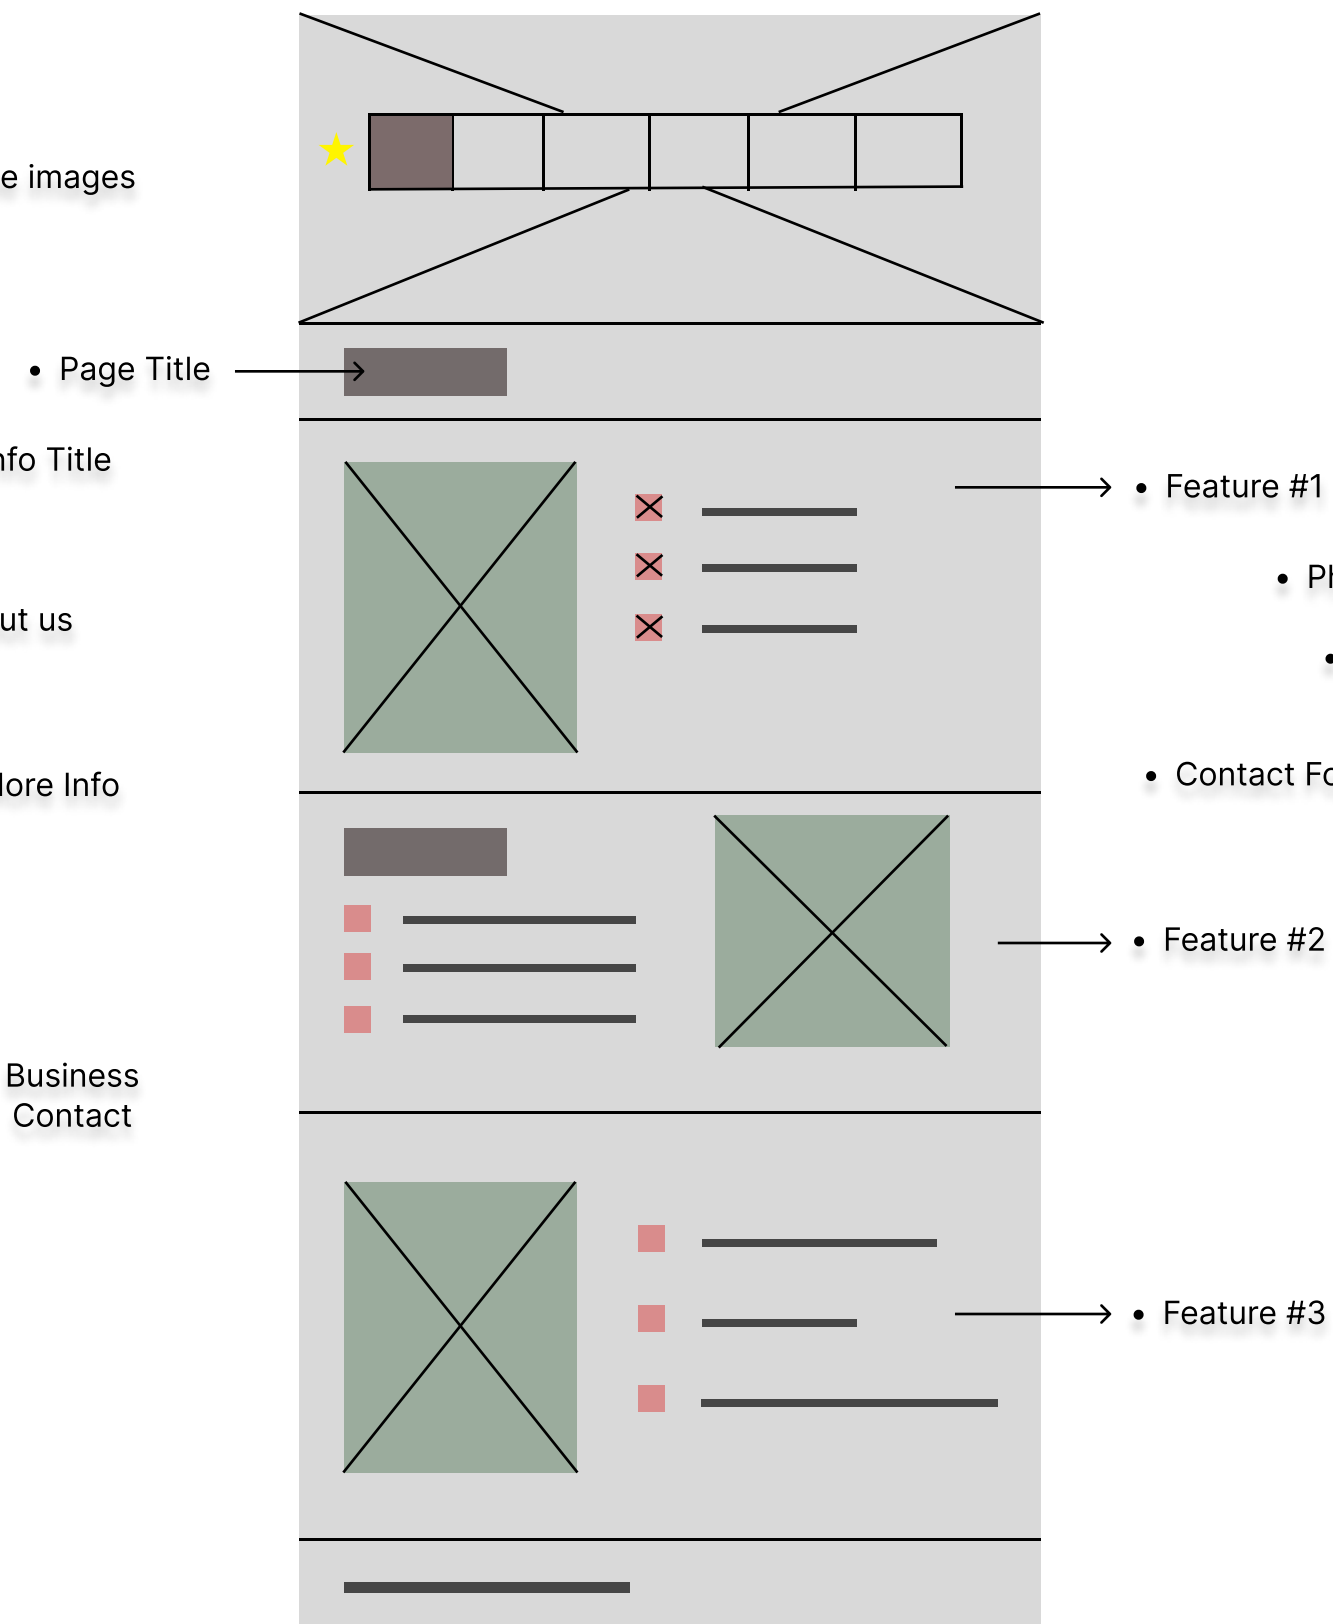 e images
• Page Title
nfo Title
• Feature #1
• Ph
ut us
•
• Contact Fo
lore Info
• Feature #2
Business
Contact
• Feature #3